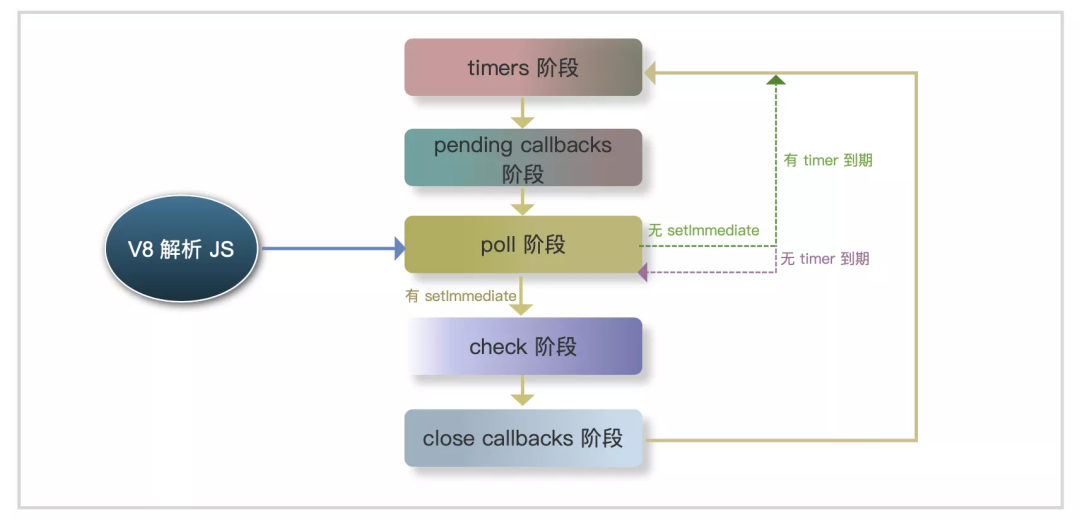 timers 阶段
pending callbacks
阶段
有 timer 到期
V8 解析 JS
poll 阶段
无 setImmediate
无 timer 到期
有 setImmediate
check 阶段
close callbacks 阶段